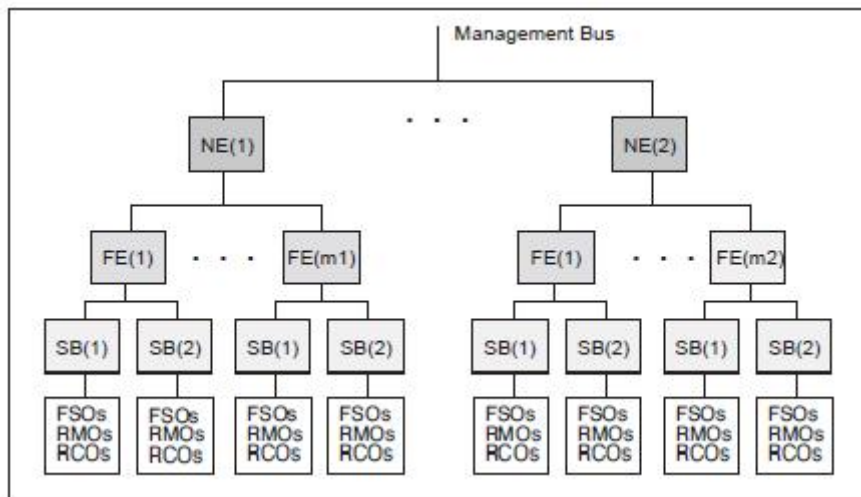 Management Bus
. . .
NE(1) NE(2)
FE(1) . . . FE(m1) FE(1) . . . FE(m2)
SB(1) SB(2) SB(1) SB(2) SB(1) SB(2) SB(1) SB(2)
FSOs FSOs FSOs FSOs FSOs FSOs FSOs FSOs
RMOs RMOs RMOs RMOs RMOs RMOs RMOs RMOs
RCOs RCOs RCOs RCOs RCOs RCOs RCOs RCOs